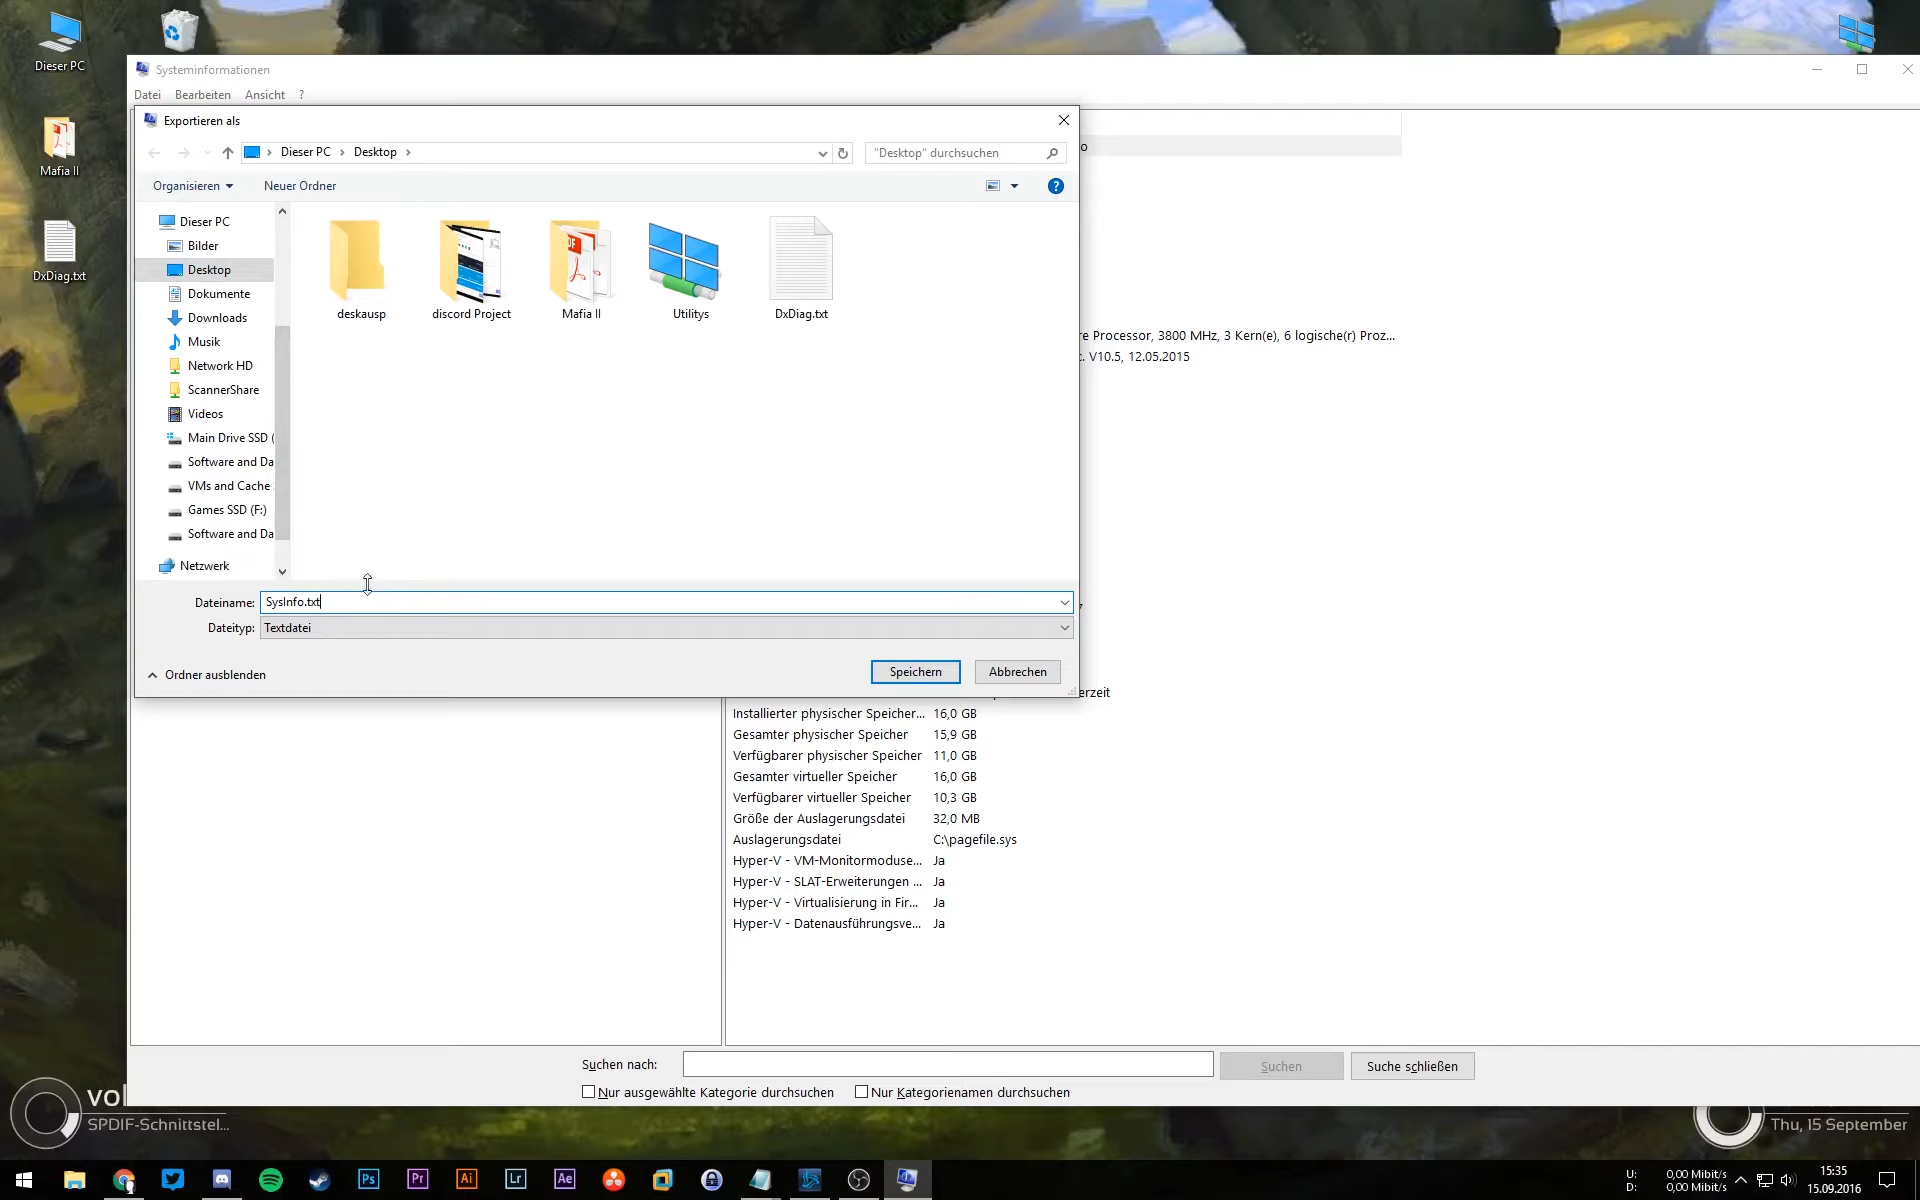 Dieser PC
Mafia II
DxDiag.txt
Systeminformationen
Datei Bearbeiten Ansicht ?
Exportieren als
Dieser PC › Desktop ›
"Desktop" durchsuchen
Organisieren
Neuer Ordner
Dieser PC
Bilder
Desktop
Dokumente
Downloads
Musik
Network HD
ScannerShare
Videos
Main Drive SSD (
Software and Da
VMs and Cache
Games SSD (F:)
Software and Da
Netzwerk
deskausp
discord Project
Mafia II
Utilitys
DxDiag.txt
Dateiname: SysInfo.txt
Dateityp: Textdatei
Ordner ausblenden
Speichern
Abbrechen
o
re Processor, 3800 MHz, 3 Kern(e), 6 logische(r) Proz...
. V10.5, 12.05.2015
erzeit
Installierter physischer Speicher... 16,0 GB
Gesamter physischer Speicher 15,9 GB
Verfügbarer physischer Speicher 11,0 GB
Gesamter virtueller Speicher 16,0 GB
Verfügbarer virtueller Speicher 10,3 GB
Größe der Auslagerungsdatei 32,0 MB
Auslagerungsdatei C:\pagefile.sys
Hyper-V - VM-Monitormoduse... Ja
Hyper-V - SLAT-Erweiterungen ... Ja
Hyper-V - Virtualisierung in Fir... Ja
Hyper-V - Datenausführungsve... Ja
Suchen nach:
Suchen
Suche schließen
Nur ausgewählte Kategorie durchsuchen
Nur Kategorienamen durchsuchen
vol
SPDIF-Schnittstel...
Thu, 15 September
Ps Pr Ai Lr Ae
U: 0,00 Mibit/s
D: 0,00 Mibit/s
15:35
15.09.2016